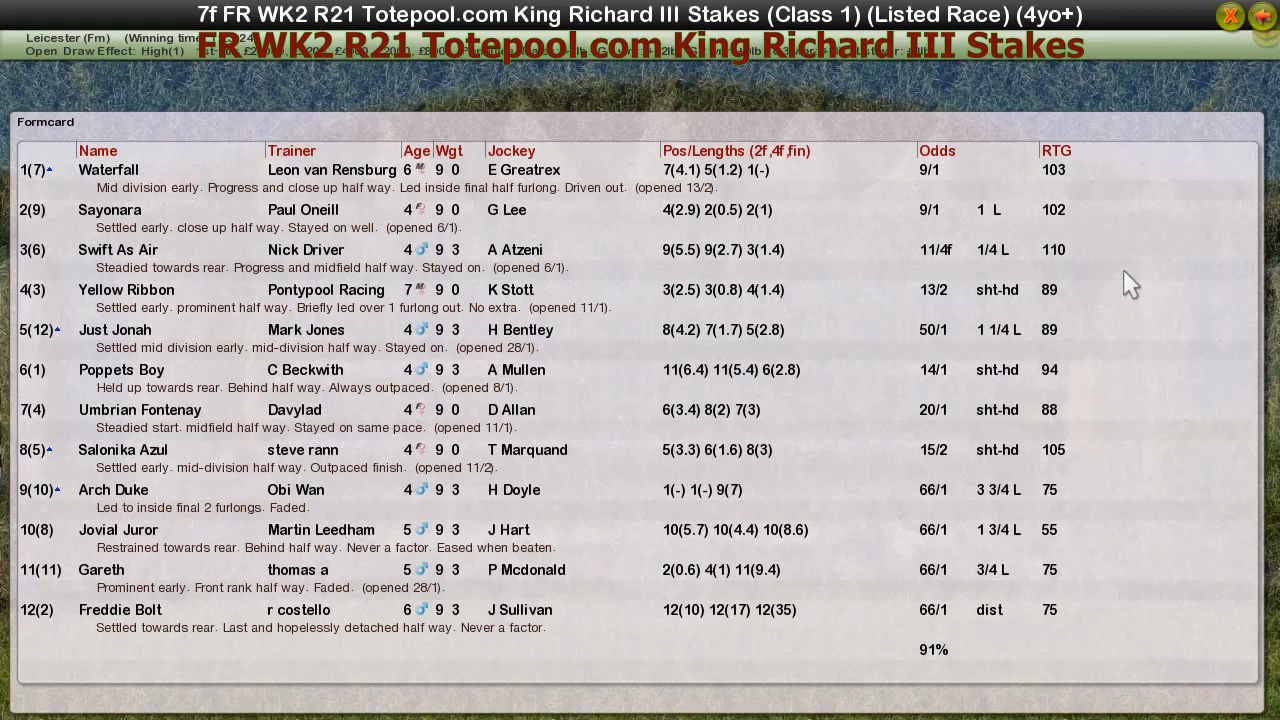 7f FR WK2 R21 Totepool.com King Richard III Stakes (Class 1) (Listed Race) (4yo+)
Leicester (Fm) (Winning time
FR WK2 R21 Totepool.com King Richard III Stakes
Open Draw Effect: High(1)
Formcard
Name Trainer Age Wgt Jockey Pos/Lengths (2f,4f,fin) Odds RTG
1(7) Waterfall Leon van Rensburg 6 9 0 E Greatrex 7(4.1) 5(1.2) 1(-) 9/1 103
Mid division early. Progress and close up half way. Led inside final half furlong. Driven out. (opened 13/2).
2(9) Sayonara Paul Oneill 4 9 0 G Lee 4(2.9) 2(0.5) 2(1) 9/1 1 L 102
Settled early. close up half way. Stayed on well. (opened 6/1).
3(6) Swift As Air Nick Driver 4 9 3 A Atzeni 9(5.5) 9(2.7) 3(1.4) 11/4f 1/4 L 110
Steadied towards rear. Progress and midfield half way. Stayed on. (opened 6/1).
4(3) Yellow Ribbon Pontypool Racing 7 9 0 K Stott 3(2.5) 3(0.8) 4(1.4) 13/2 sht-hd 89
Settled early. prominent half way. Briefly led over 1 furlong out. No extra. (opened 11/1).
5(12) Just Jonah Mark Jones 4 9 3 H Bentley 8(4.2) 7(1.7) 5(2.8) 50/1 1 1/4 L 89
Settled mid division early. mid-division half way. Stayed on. (opened 28/1).
6(1) Poppets Boy C Beckwith 4 9 3 A Mullen 11(6.4) 11(5.4) 6(2.8) 14/1 sht-hd 94
Held up towards rear. Behind half way. Always outpaced. (opened 8/1).
7(4) Umbrian Fontenay Davylad 4 9 0 D Allan 6(3.4) 8(2) 7(3) 20/1 sht-hd 88
Steadied start. midfield half way. Stayed on same pace. (opened 11/1).
8(5) Salonika Azul steve rann 4 9 0 T Marquand 5(3.3) 6(1.6) 8(3) 15/2 sht-hd 105
Settled early. mid-division half way. Outpaced finish. (opened 11/2).
9(10) Arch Duke Obi Wan 4 9 3 H Doyle 1(-) 1(-) 9(7) 66/1 3 3/4 L 75
Led to inside final 2 furlongs. Faded.
10(8) Jovial Juror Martin Leedham 5 9 3 J Hart 10(5.7) 10(4.4) 10(8.6) 66/1 1 3/4 L 55
Restrained towards rear. Behind half way. Never a factor. Eased when beaten.
11(11) Gareth thomas a 5 9 3 P Mcdonald 2(0.6) 4(1) 11(9.4) 66/1 3/4 L 75
Prominent early. Front rank half way. Faded. (opened 28/1).
12(2) Freddie Bolt r costello 6 9 3 J Sullivan 12(10) 12(17) 12(35) 66/1 dist 75
Settled towards rear. Last and hopelessly detached half way. Never a factor.
91%